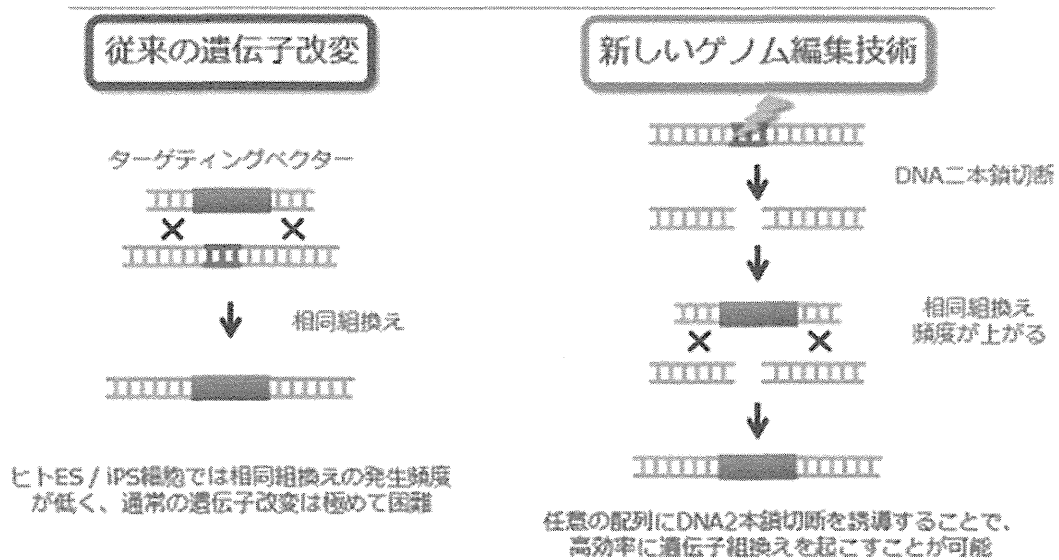 従来の遺伝子改変
ターゲティングベクター
相同組換え
ヒトES / iPS細胞では相同組換えの発生頻度
が低く、通常の遺伝子改変は極めて困難
新しいゲノム編集技術
DNA二本鎖切断
相同組換え
頻度が上がる
任意の配列にDNA2本鎖切断を誘導することで、
高効率に遺伝子組換えを起こすことが可能